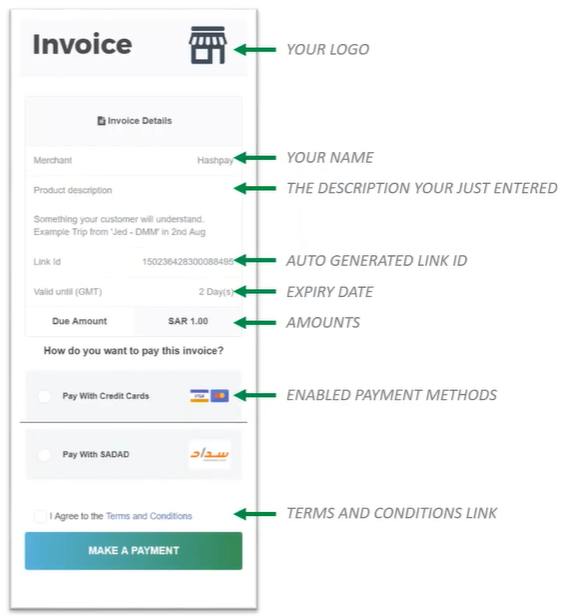 Invoice
YOUR LOGO
Invoice Details
Merchant Hashpay
YOUR NAME
Product description
THE DESCRIPTION YOUR JUST ENTERED
Something your customer will understand.
Example Trip from 'Jed - DMM' in 2nd Aug
Link Id 150236428300088495
AUTO GENERATED LINK ID
Valid until (GMT) 2 Day(s)
EXPIRY DATE
Due Amount SAR 1.00
AMOUNTS
How do you want to pay this invoice?
Pay With Credit Cards VISA
ENABLED PAYMENT METHODS
Pay With SADAD سداد
I Agree to the Terms and Conditions
TERMS AND CONDITIONS LINK
MAKE A PAYMENT